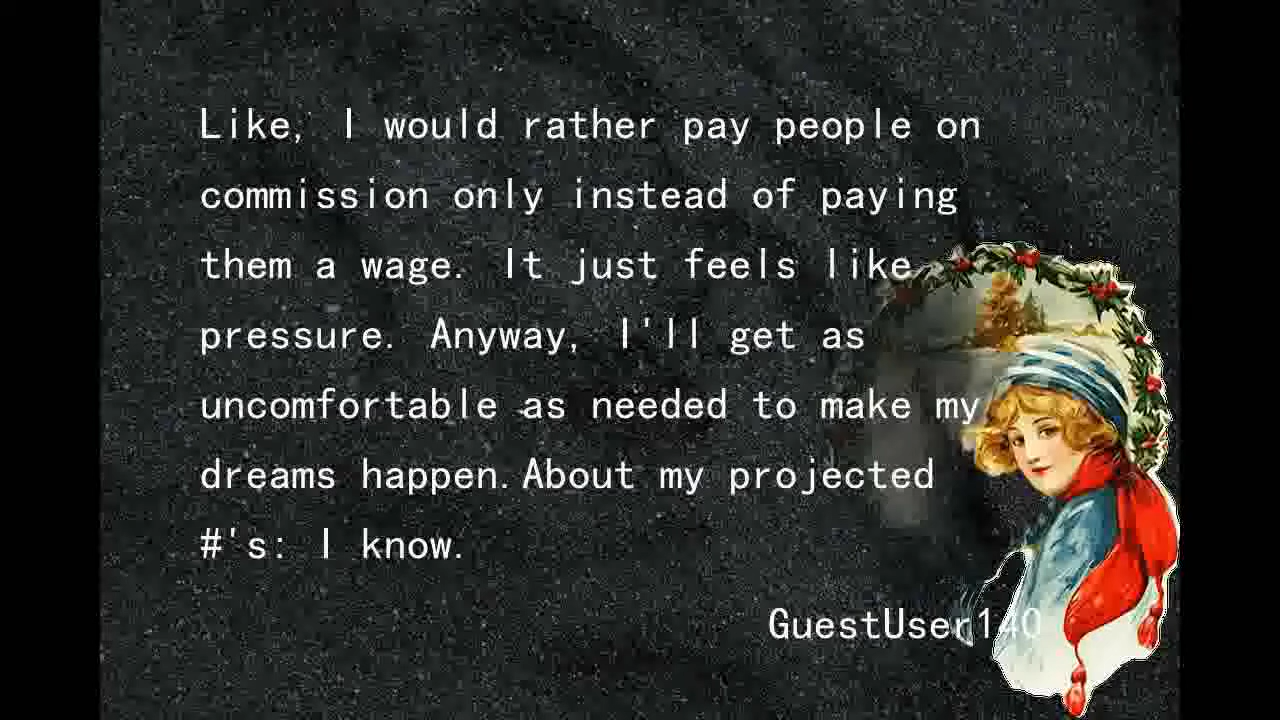 Like, I would rather pay people on
commission only instead of paying
them a wage. It just feels like
pressure. Anyway, I'll get as
uncomfortable as needed to make my
dreams happen. About my projected
#'s: I know.
GuestUser140